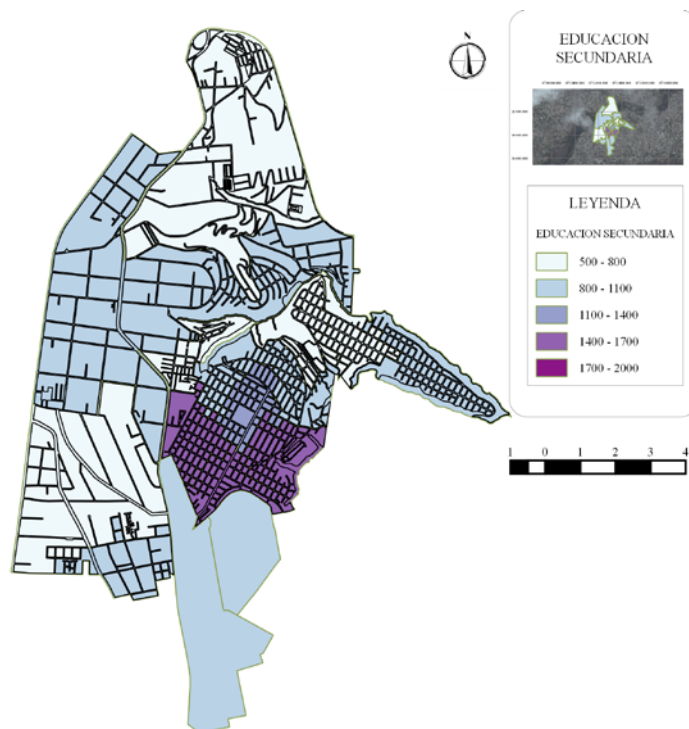 N
EDUCACION
SECUNDARIA
LEYENDA
EDUCACION SECUNDARIA
500 - 800
800 - 1100
1100 - 1400
1400 - 1700
1700 - 2000
1 0 1 2 3 4